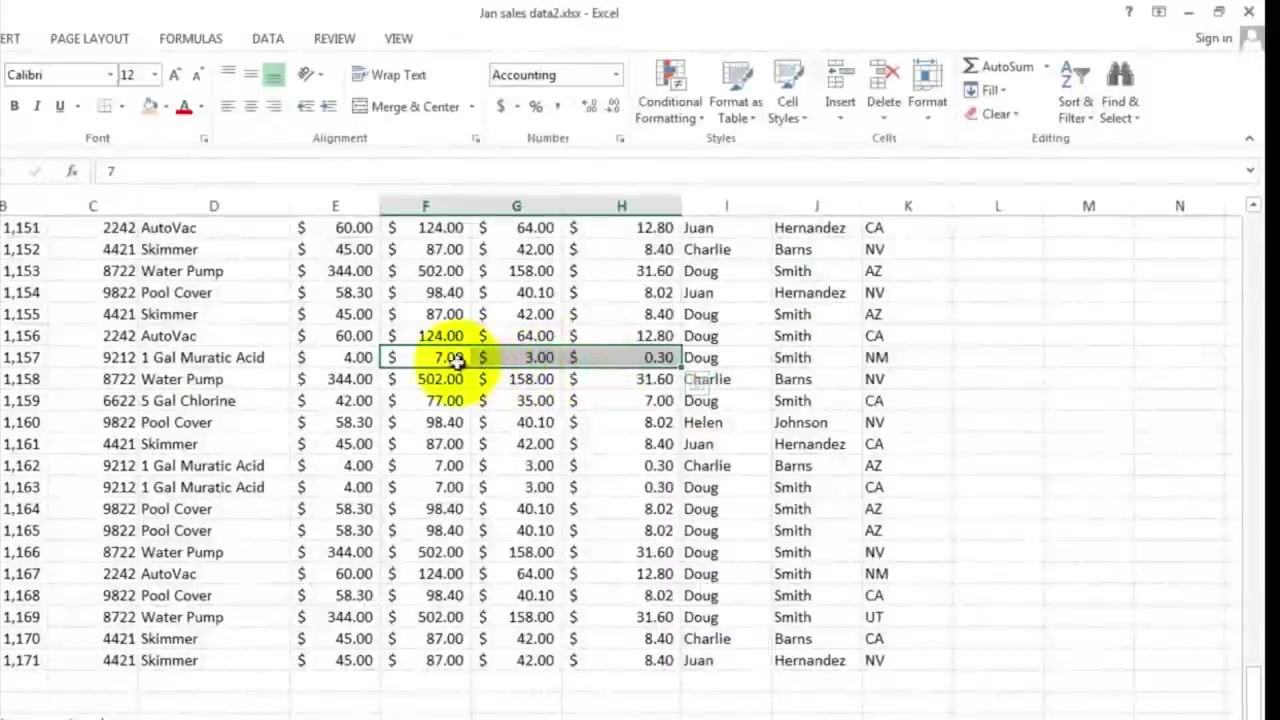 Jan sales data2.xlsx - Excel
?
ERT PAGE LAYOUT FORMULAS DATA REVIEW VIEW Sign in
Calibri 12 A A Wrap Text Accounting Conditional Formatting Format as Table Cell Styles Insert Delete Format AutoSum Fill Clear Sort & Filter Find & Select
B I U A Merge & Center $ % , .00 .00
Font Alignment Number Styles Cells Editing
fx 7
B C D E F G H I J K L M N
1,151 2242 AutoVac $ 60.00 $ 124.00 $ 64.00 $ 12.80 Juan Hernandez CA
1,152 4421 Skimmer $ 45.00 $ 87.00 $ 42.00 $ 8.40 Charlie Barns NV
1,153 8722 Water Pump $ 344.00 $ 502.00 $ 158.00 $ 31.60 Doug Smith AZ
1,154 9822 Pool Cover $ 58.30 $ 98.40 $ 40.10 $ 8.02 Juan Hernandez NV
1,155 4421 Skimmer $ 45.00 $ 87.00 $ 42.00 $ 8.40 Doug Smith AZ
1,156 2242 AutoVac $ 60.00 $ 124.00 $ 64.00 $ 12.80 Doug Smith CA
1,157 9212 1 Gal Muratic Acid $ 4.00 $ 7.00 $ 3.00 $ 0.30 Doug Smith NM
1,158 8722 Water Pump $ 344.00 $ 502.00 $ 158.00 $ 31.60 Charlie Barns NV
1,159 6622 5 Gal Chlorine $ 42.00 $ 77.00 $ 35.00 $ 7.00 Doug Smith CA
1,160 9822 Pool Cover $ 58.30 $ 98.40 $ 40.10 $ 8.02 Helen Johnson NV
1,161 4421 Skimmer $ 45.00 $ 87.00 $ 42.00 $ 8.40 Juan Hernandez CA
1,162 9212 1 Gal Muratic Acid $ 4.00 $ 7.00 $ 3.00 $ 0.30 Charlie Barns AZ
1,163 9212 1 Gal Muratic Acid $ 4.00 $ 7.00 $ 3.00 $ 0.30 Doug Smith CA
1,164 9822 Pool Cover $ 58.30 $ 98.40 $ 40.10 $ 8.02 Doug Smith AZ
1,165 9822 Pool Cover $ 58.30 $ 98.40 $ 40.10 $ 8.02 Doug Smith AZ
1,166 8722 Water Pump $ 344.00 $ 502.00 $ 158.00 $ 31.60 Doug Smith NV
1,167 2242 AutoVac $ 60.00 $ 124.00 $ 64.00 $ 12.80 Doug Smith NM
1,168 9822 Pool Cover $ 58.30 $ 98.40 $ 40.10 $ 8.02 Doug Smith CA
1,169 8722 Water Pump $ 344.00 $ 502.00 $ 158.00 $ 31.60 Doug Smith UT
1,170 4421 Skimmer $ 45.00 $ 87.00 $ 42.00 $ 8.40 Charlie Barns CA
1,171 4421 Skimmer $ 45.00 $ 87.00 $ 42.00 $ 8.40 Juan Hernandez NV